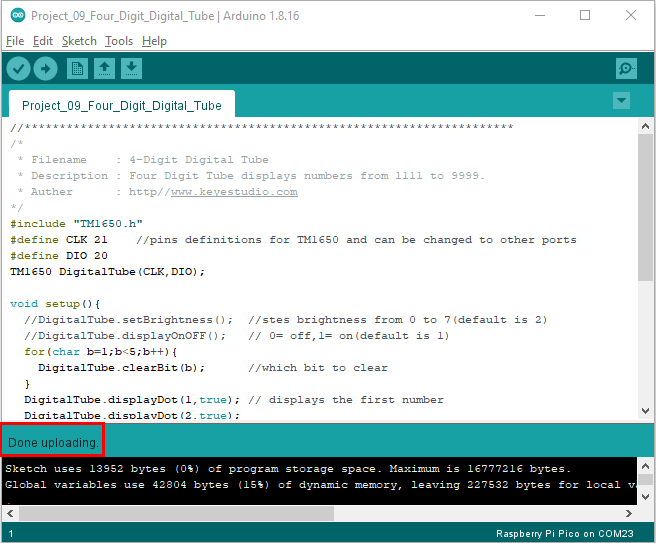 Project_09_Four_Digit_Digital_Tube | Arduino 1.8.16
File Edit Sketch Tools Help
Project_09_Four_Digit_Digital_Tube
//**********************************************************************
/*
 * Filename    : 4-Digit Digital Tube
 * Description : Four Digit Tube displays numbers from 1111 to 9999.
 * Auther      : http//www.keyestudio.com
*/
#include "TM1650.h"
#define CLK 21    //pins definitions for TM1650 and can be changed to other ports
#define DIO 20
TM1650 DigitalTube(CLK,DIO);
void setup(){
  //DigitalTube.setBrightness();  //stes brightness from 0 to 7(default is 2)
  //DigitalTube.displayOnOFF();   // 0= off,1= on(default is 1)
  for(char b=1;b<5;b++){
    DigitalTube.clearBit(b);      //which bit to clear
  }
  DigitalTube.displayDot(1,true); // displays the first number
  DigitalTube.displayDot(2,true);
Done uploading.
Sketch uses 13952 bytes (0%) of program storage space. Maximum is 16777216 bytes.
Global variables use 42804 bytes (15%) of dynamic memory, leaving 227532 bytes for local
1
Raspberry Pi Pico on COM23